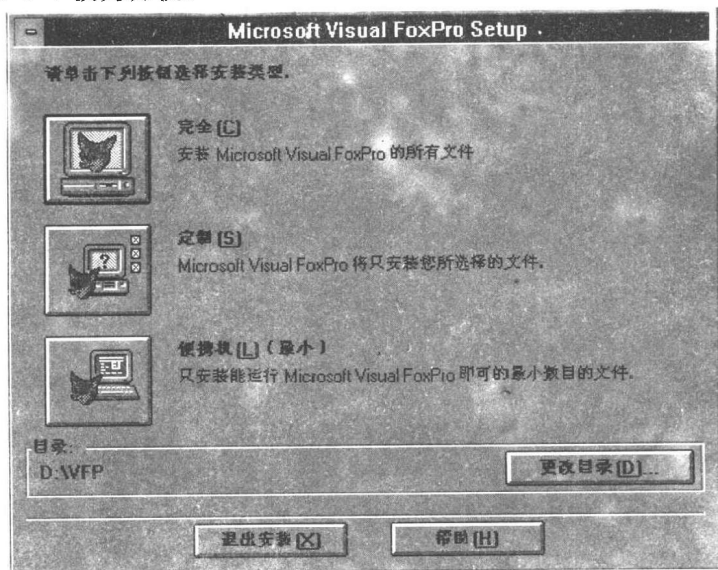 Microsoft Visual FoxPro Setup
请单击下列按钮选择安装类型.
完全 [C]
安装 Microsoft Visual FoxPro 的所有文件
?
定制 [S]
Microsoft Visual FoxPro 将只安装您所选择的文件.
便携机 [L] (最小)
只安装能运行 Microsoft Visual FoxPro 即可的最小数目的文件.
目录:
D:\VFP
更改目录 [D]...
退出安装 [X]
帮助 [H]